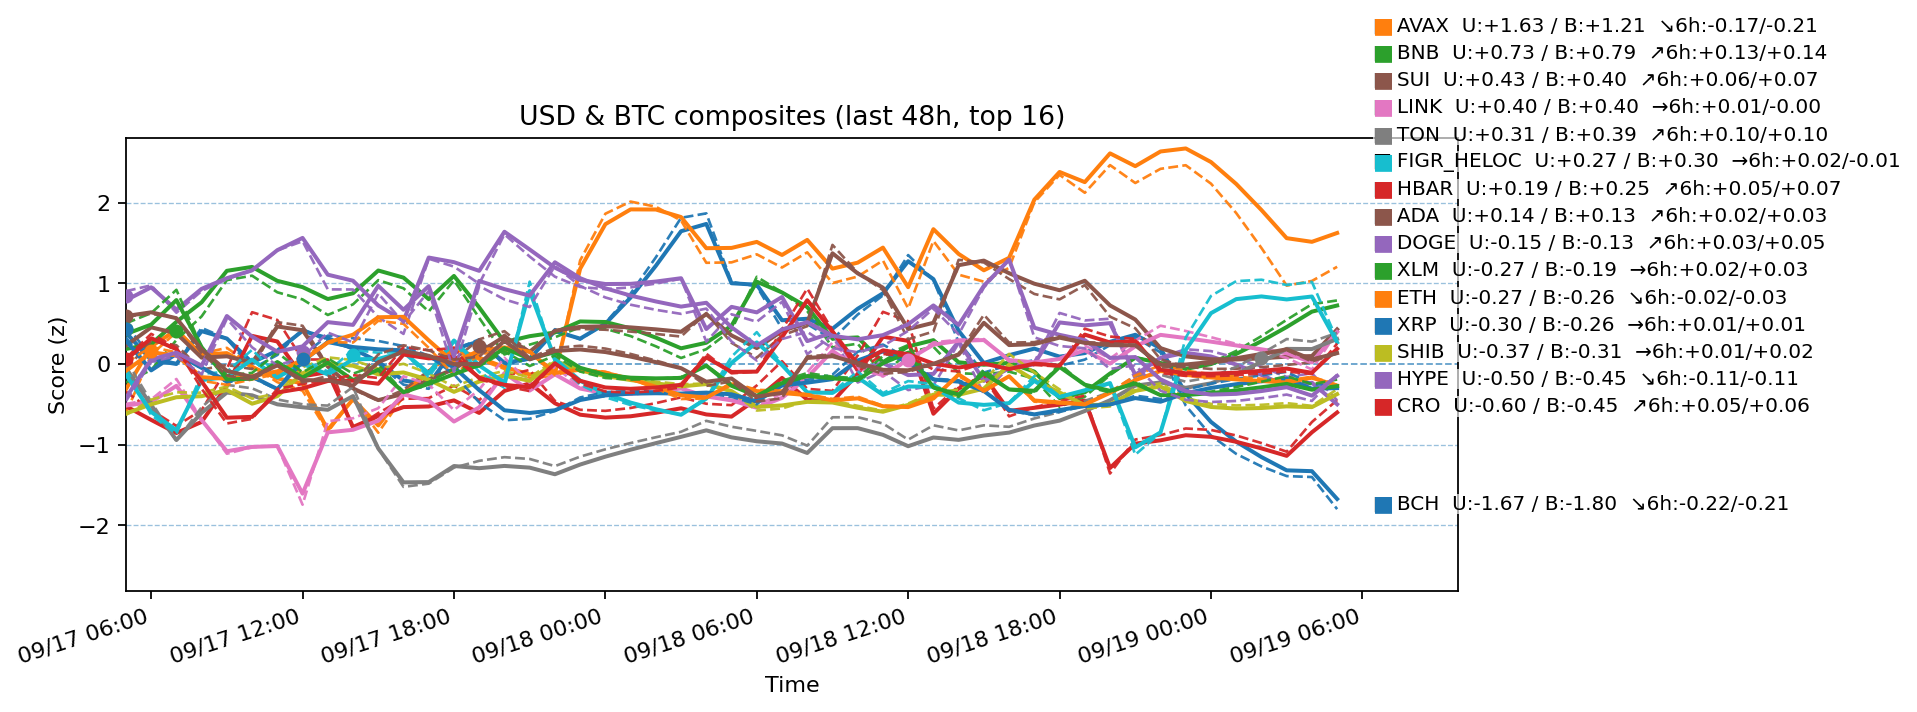 AVAX  U:+1.63 / B:+1.21  ↘6h:-0.17/-0.21
BNB  U:+0.73 / B:+0.79  ↗6h:+0.13/+0.14
SUI  U:+0.43 / B:+0.40  ↗6h:+0.06/+0.07
LINK  U:+0.40 / B:+0.40  →6h:+0.01/-0.00
USD & BTC composites (last 48h, top 16)
TON  U:+0.31 / B:+0.39  ↗6h:+0.10/+0.10
FIGR_HELOC  U:+0.27 / B:+0.30  →6h:+0.02/-0.01
HBAR  U:+0.19 / B:+0.25  ↗6h:+0.05/+0.07
ADA  U:+0.14 / B:+0.13  ↗6h:+0.02/+0.03
DOGE  U:-0.15 / B:-0.13  ↗6h:+0.03/+0.05
XLM  U:-0.27 / B:-0.19  →6h:+0.02/+0.03
ETH  U:-0.27 / B:-0.26  ↘6h:-0.02/-0.03
XRP  U:-0.30 / B:-0.26  →6h:+0.01/+0.01
SHIB  U:-0.37 / B:-0.31  →6h:+0.01/+0.02
HYPE  U:-0.50 / B:-0.45  ↘6h:-0.11/-0.11
CRO  U:-0.60 / B:-0.45  ↗6h:+0.05/+0.06
BCH  U:-1.67 / B:-1.80  ↘6h:-0.22/-0.21
Score (z)
2
1
0
−1
−2
09/17 06:00
09/17 12:00
09/17 18:00
09/18 00:00
09/18 06:00
09/18 12:00
09/18 18:00
09/19 00:00
09/19 06:00
Time